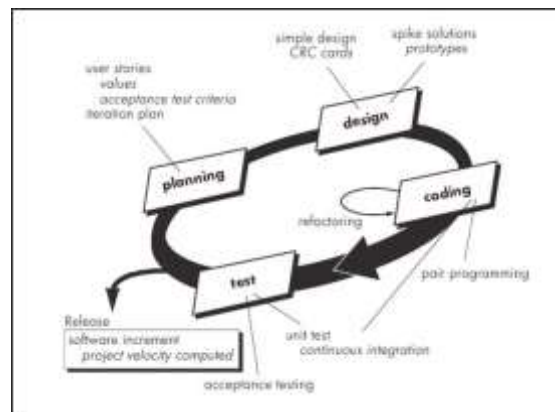 simple design
CRC cards
spike solutions
prototypes
user stories
values
acceptance test criteria
iteration plan
design
planning
coding
refactoring
pair programming
test
Release
software increment
project velocity computed
unit test
continuous integration
acceptance testing